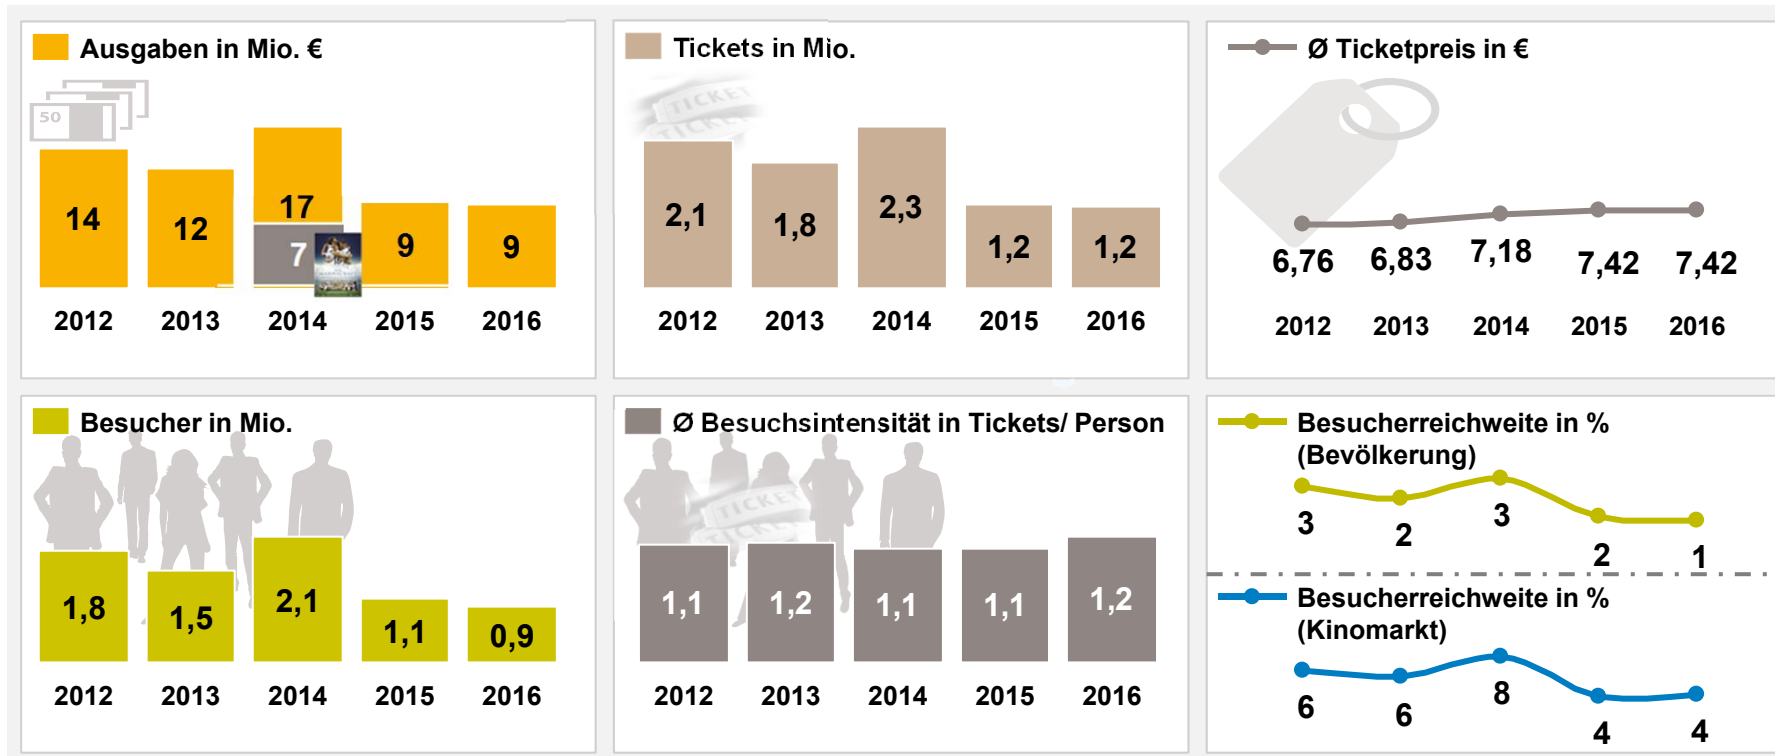 Ausgaben in Mio. €
50
14
12
17
7
9
9
2012 2013 2014 2015 2016
Tickets in Mio.
TICKET
TICKET
2,1
1,8
2,3
1,2
1,2
2012 2013 2014 2015 2016
Ø Ticketpreis in €
6,76 6,83 7,18 7,42 7,42
2012 2013 2014 2015 2016
Besucher in Mio.
1,8
1,5
2,1
1,1
0,9
2012 2013 2014 2015 2016
Ø Besuchsintensität in Tickets/ Person
TICKET
TICKET
1,1
1,2
1,1
1,1
1,2
2012 2013 2014 2015 2016
Besucherreichweite in %
(Bevölkerung)
3 2 3 2 1
Besucherreichweite in %
(Kinomarkt)
6 6 8 4 4